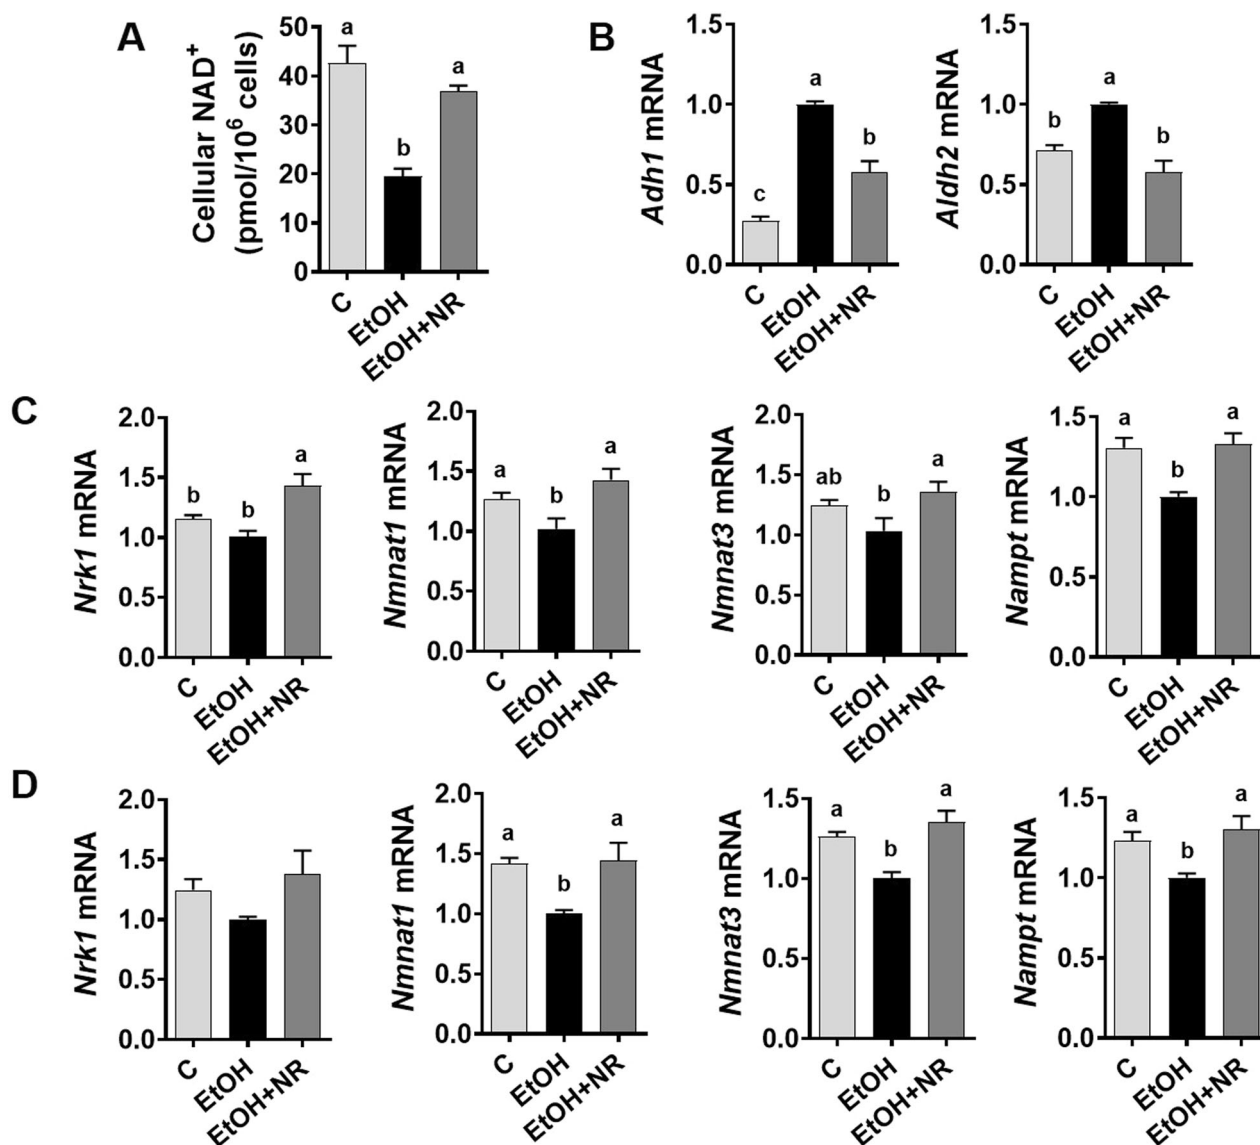 A
Cellular NAD⁺
(pmol/10⁶ cells)
50
40
30
20
10
0
a
b
a
C
EtOH
EtOH+NR
B
Adh1 mRNA
1.5
1.0
0.5
0.0
c
a
b
C
EtOH
EtOH+NR
Aldh2 mRNA
1.5
1.0
0.5
0.0
b
a
b
C
EtOH
EtOH+NR
C
Nrk1 mRNA
2.0
1.5
1.0
0.5
0.0
b
b
a
C
EtOH
EtOH+NR
Nmnat1 mRNA
2.0
1.5
1.0
0.5
0.0
a
b
a
C
EtOH
EtOH+NR
Nmnat3 mRNA
2.0
1.5
1.0
0.5
0.0
ab
b
a
C
EtOH
EtOH+NR
Nampt mRNA
1.5
1.0
0.5
0.0
a
b
a
C
EtOH
EtOH+NR
D
Nrk1 mRNA
2.0
1.5
1.0
0.5
0.0
C
EtOH
EtOH+NR
Nmnat1 mRNA
2.0
1.5
1.0
0.5
0.0
a
b
a
C
EtOH
EtOH+NR
Nmnat3 mRNA
1.5
1.0
0.5
0.0
a
b
a
C
EtOH
EtOH+NR
Nampt mRNA
1.5
1.0
0.5
0.0
a
b
a
C
EtOH
EtOH+NR